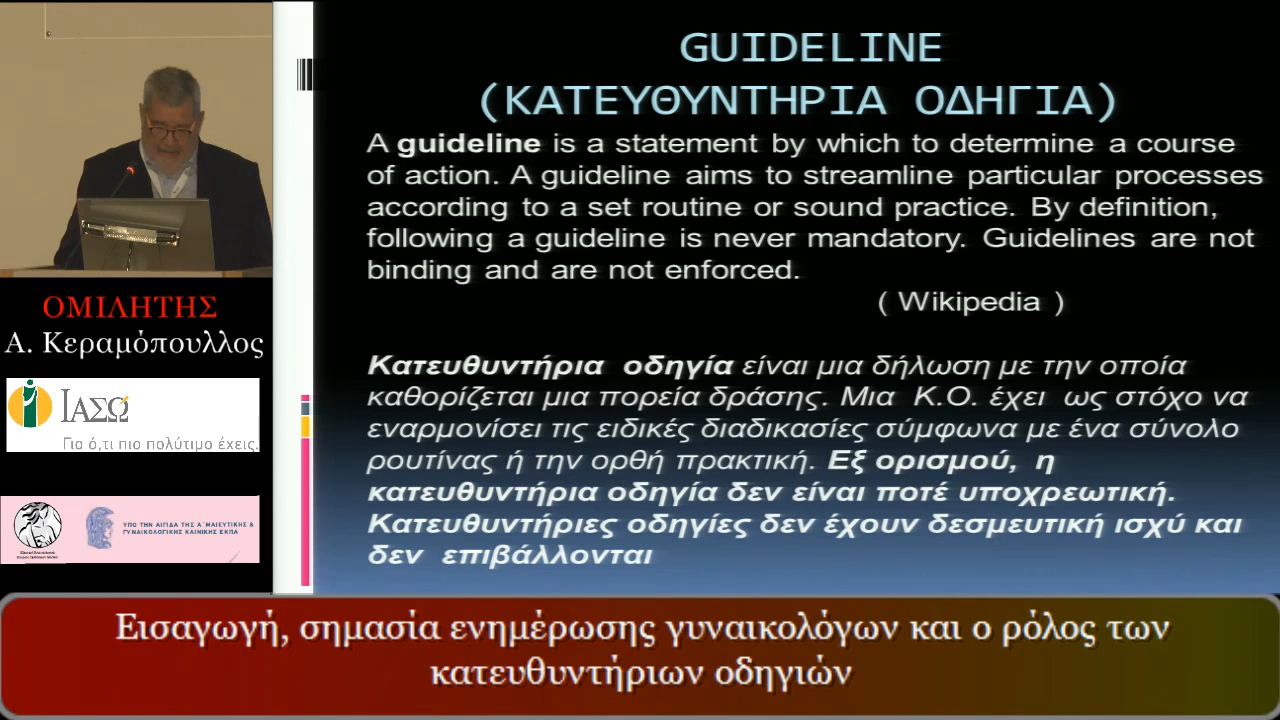 GUIDELINE
(ΚΑΤΕΥΘΥΝΤΗΡΙΑ ΟΔΗΓΙΑ)
A guideline is a statement by which to determine a course
of action. A guideline aims to streamline particular processes
according to a set routine or sound practice. By definition,
following a guideline is never mandatory. Guidelines are not
binding and are not enforced.
( Wikipedia )
Κατευθυντήρια οδηγία είναι μια δήλωση με την οποία
καθορίζεται μια πορεία δράσης. Μια Κ.Ο. έχει ως στόχο να
εναρμονίσει τις ειδικές διαδικασίες σύμφωνα με ένα σύνολο
ρουτίνας ή την ορθή πρακτική. Εξ ορισμού, η
κατευθυντήρια οδηγία δεν είναι ποτέ υποχρεωτική.
Κατευθυντήριες οδηγίες δεν έχουν δεσμευτική ισχύ και
δεν επιβάλλονται
ΟΜΙΛΗΤΗΣ
Α. Κεραμόπουλλος
ΙΑΣΩ
Για ό,τι πιο πολύτιμο έχεις.
ΥΠΟ ΤΗΝ ΑΙΓΙΔΑ ΤΗΣ Α΄ ΜΑΙΕΥΤΙΚΗΣ &
ΓΥΝΑΙΚΟΛΟΓΙΚΗΣ ΚΛΙΝΙΚΗΣ ΕΚΠΑ
Εισαγωγή, σημασία ενημέρωσης γυναικολόγων και ο ρόλος των
κατευθυντήριων οδηγιών